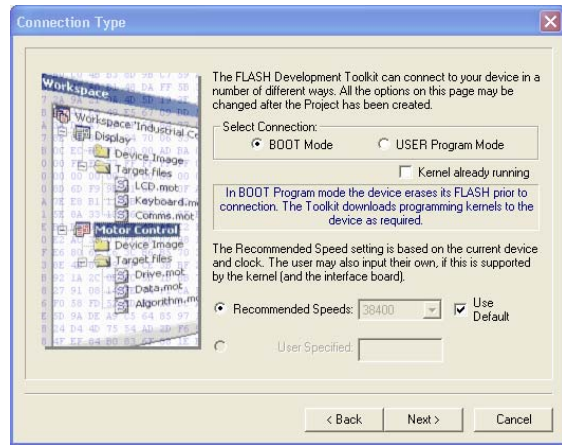 Connection Type
Workspace
Workspace 'Industrial Co
Display
Device Image
Target files
LCD.mot
Keyboard.m
Comms.mot
Motor Control
Device Image
Target files
Drive.mot
Data.mot
Algorithm.m
The FLASH Development Toolkit can connect to your device in a
number of different ways. All the options on this page may be
changed after the Project has been created.
Select Connection:
BOOT Mode
USER Program Mode
Kernel already running
In BOOT Program mode the device erases its FLASH prior to
connection. The Toolkit downloads programming kernels to the
device as required.
The Recommended Speed setting is based on the current device
and clock. The user may also input their own, if this is supported
by the kernel (and the interface board).
Recommended Speeds: 38400
Use
Default
User Specified:
< Back
Next >
Cancel